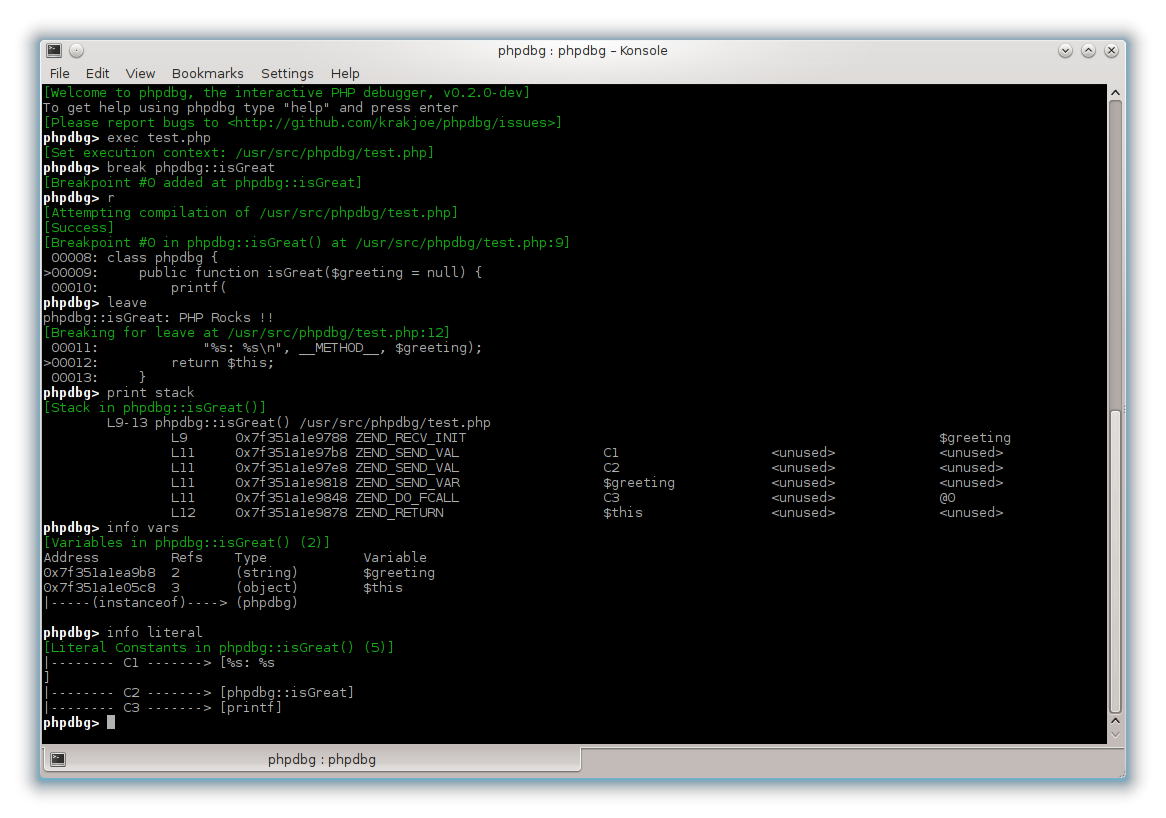 phpdbg : phpdbg – Konsole
File Edit View Bookmarks Settings Help
[Welcome to phpdbg, the interactive PHP debugger, v0.2.0-dev]
To get help using phpdbg type "help" and press enter
[Please report bugs to <http://github.com/krakjoe/phpdbg/issues>]
phpdbg> exec test.php
[Set execution context: /usr/src/phpdbg/test.php]
phpdbg> break phpdbg::isGreat
[Breakpoint #0 added at phpdbg::isGreat]
phpdbg> r
[Attempting compilation of /usr/src/phpdbg/test.php]
[Success]
[Breakpoint #0 in phpdbg::isGreat() at /usr/src/phpdbg/test.php:9]
 00008: class phpdbg {
>00009:     public function isGreat($greeting = null) {
 00010:         printf(
phpdbg> leave
phpdbg::isGreat: PHP Rocks !!
[Breaking for leave at /usr/src/phpdbg/test.php:12]
 00011:             "%s: %s\n", __METHOD__, $greeting);
>00012:         return $this;
 00013:     }
phpdbg> print stack
[Stack in phpdbg::isGreat()]
        L9-13 phpdbg::isGreat() /usr/src/phpdbg/test.php
                L9      0x7f351a1e9788 ZEND_RECV_INIT                                                           $greeting
                L11     0x7f351a1e97b8 ZEND_SEND_VAL                  C1                   <unused>             <unused>
                L11     0x7f351a1e97e8 ZEND_SEND_VAL                  C2                   <unused>             <unused>
                L11     0x7f351a1e9818 ZEND_SEND_VAR                  $greeting            <unused>             <unused>
                L11     0x7f351a1e9848 ZEND_DO_FCALL                  C3                   <unused>             @0
                L12     0x7f351a1e9878 ZEND_RETURN                    $this                <unused>             <unused>
phpdbg> info vars
[Variables in phpdbg::isGreat() (2)]
Address         Refs    Type            Variable
0x7f351a1ea9b8  2       (string)        $greeting
0x7f351a1e05c8  3       (object)        $this
|-----(instanceof)----> (phpdbg)
phpdbg> info literal
[Literal Constants in phpdbg::isGreat() (5)]
|-------- C1 -------> [%s: %s
]
|-------- C2 -------> [phpdbg::isGreat]
|-------- C3 -------> [printf]
phpdbg>
phpdbg : phpdbg